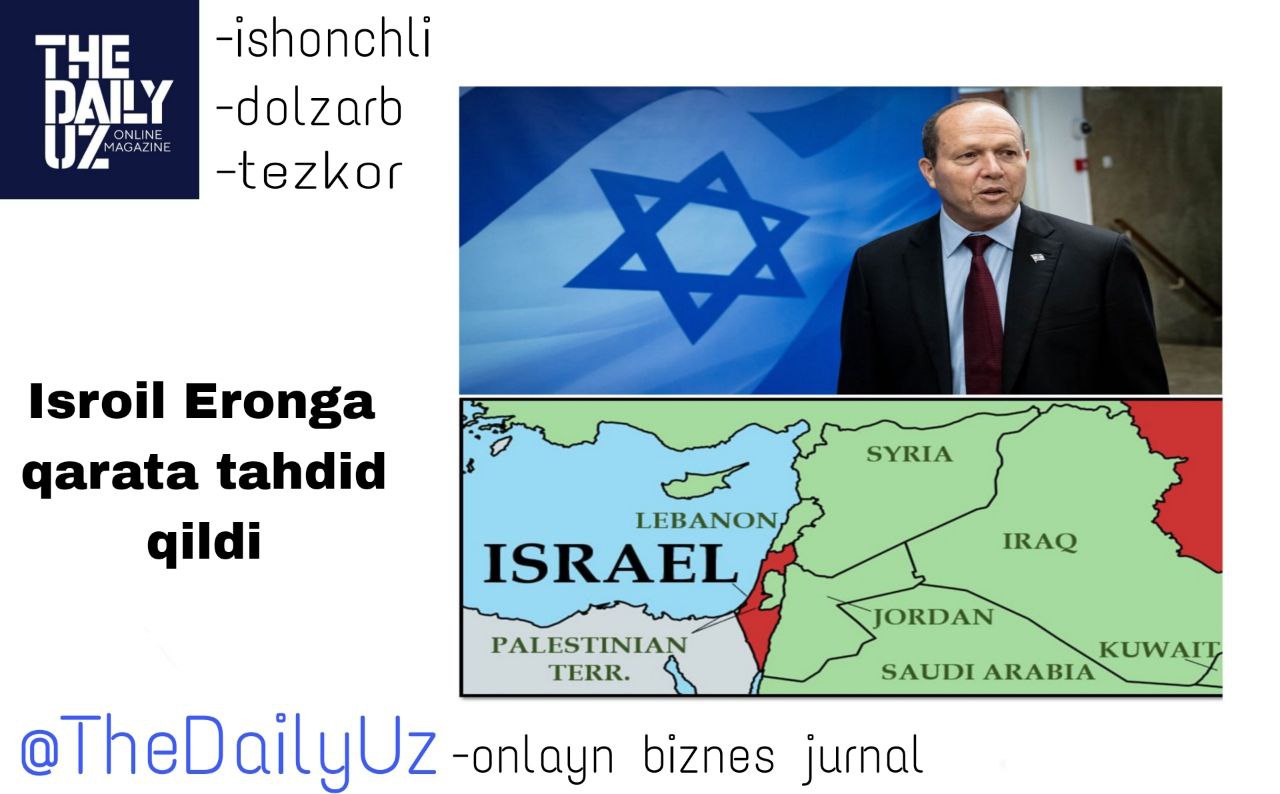 THE
DAILY
UZ ONLINE
MAGAZINE
-ishonchli
-dolzarb
-tezkor
Isroil Eronga
qarata tahdid
qildi
SYRIA
LEBANON
IRAQ
ISRAEL
JORDAN
PALESTINIAN
TERR.
KUWAIT
SAUDI ARABIA
@TheDailyUz -onlayn biznes jurnal